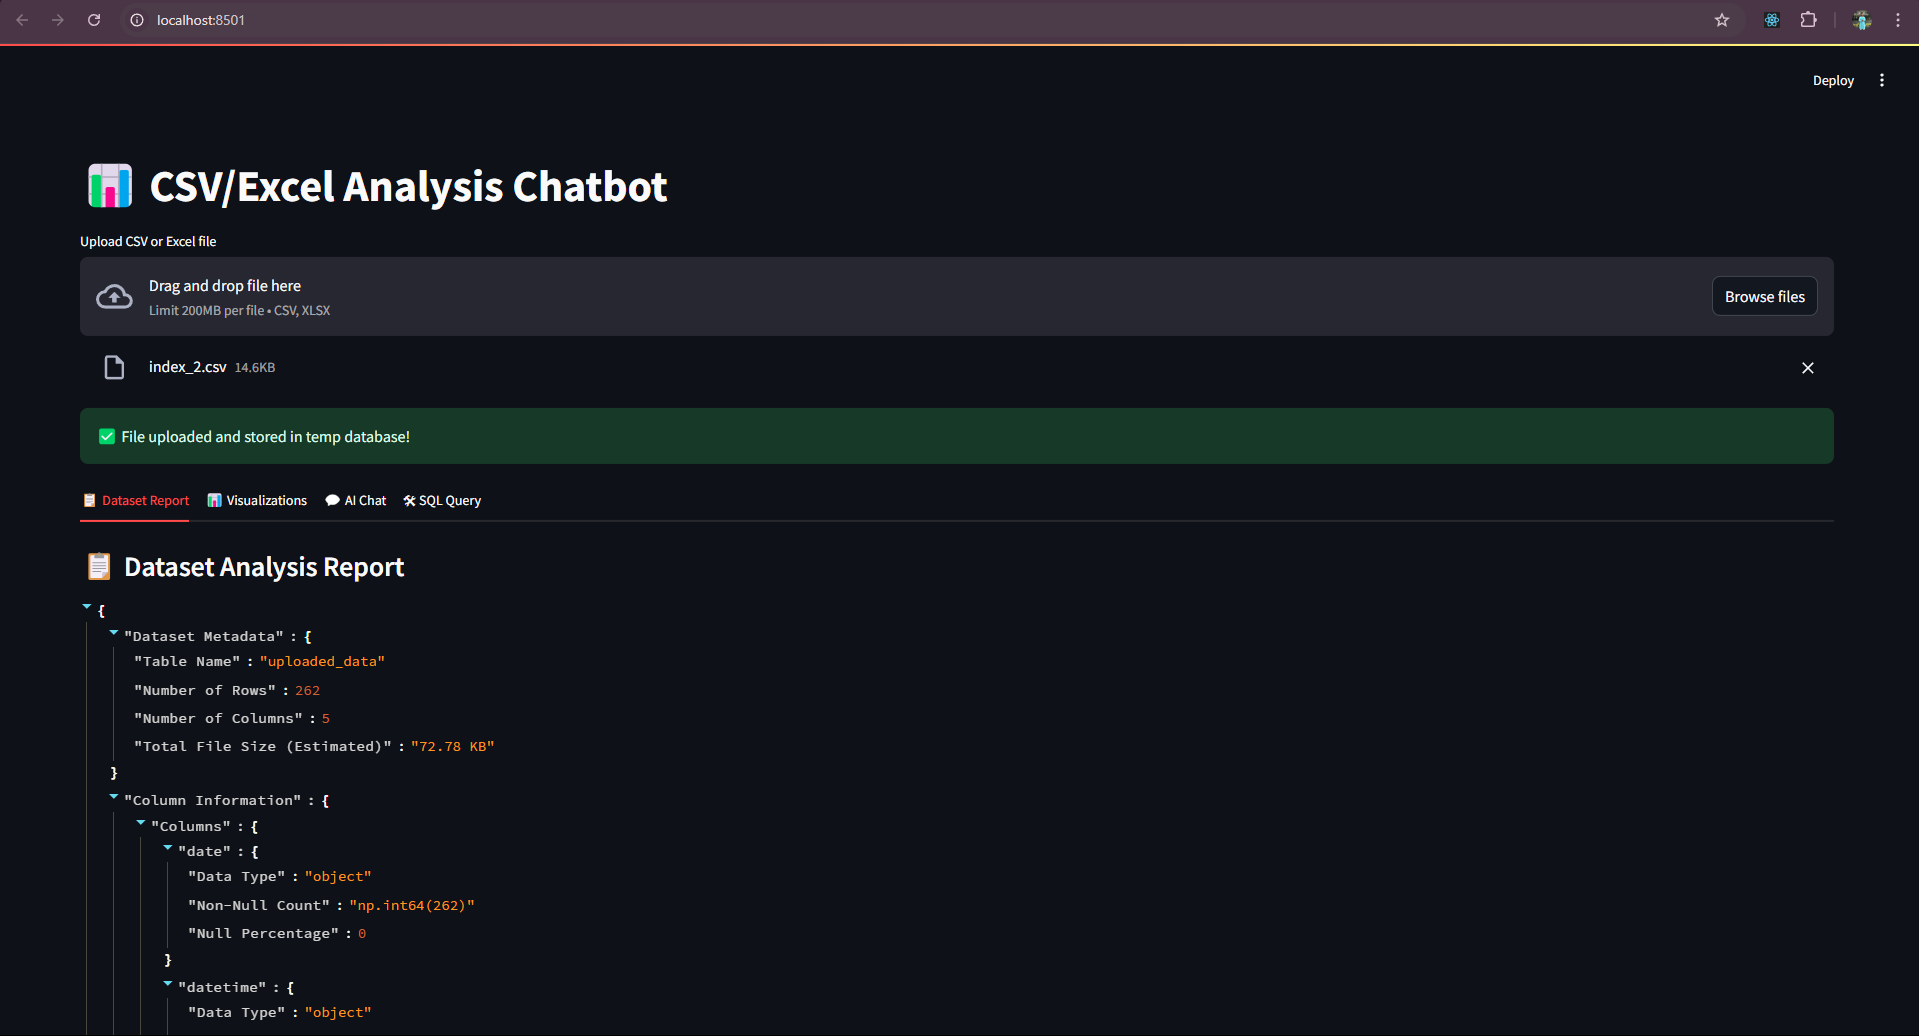 localhost:8501
Deploy
CSV/Excel Analysis Chatbot
Upload CSV or Excel file
Drag and drop file here
Limit 200MB per file • CSV, XLSX
Browse files
index_2.csv 14.6KB
File uploaded and stored in temp database!
Dataset Report Visualizations AI Chat SQL Query
Dataset Analysis Report
{
"Dataset Metadata" : {
"Table Name" : "uploaded_data"
"Number of Rows" : 262
"Number of Columns" : 5
"Total File Size (Estimated)" : "72.78 KB"
}
"Column Information" : {
"Columns" : {
"date" : {
"Data Type" : "object"
"Non-Null Count" : "np.int64(262)"
"Null Percentage" : 0
}
"datetime" : {
"Data Type" : "object"